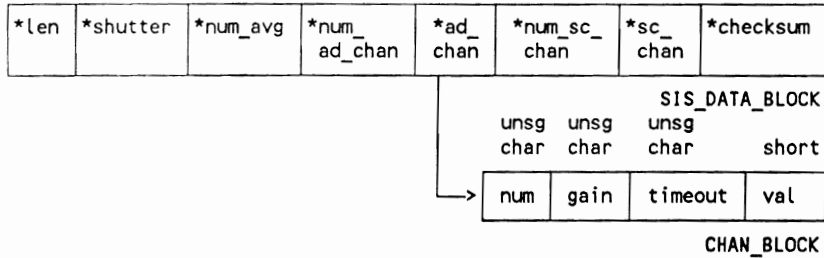 *len *shutter *num_avg *num_ *ad_ *num_sc_ *sc_ *checksum
ad_chan chan chan chan
SIS_DATA_BLOCK
unsg unsg unsg
char char char short
num gain timeout val
CHAN_BLOCK